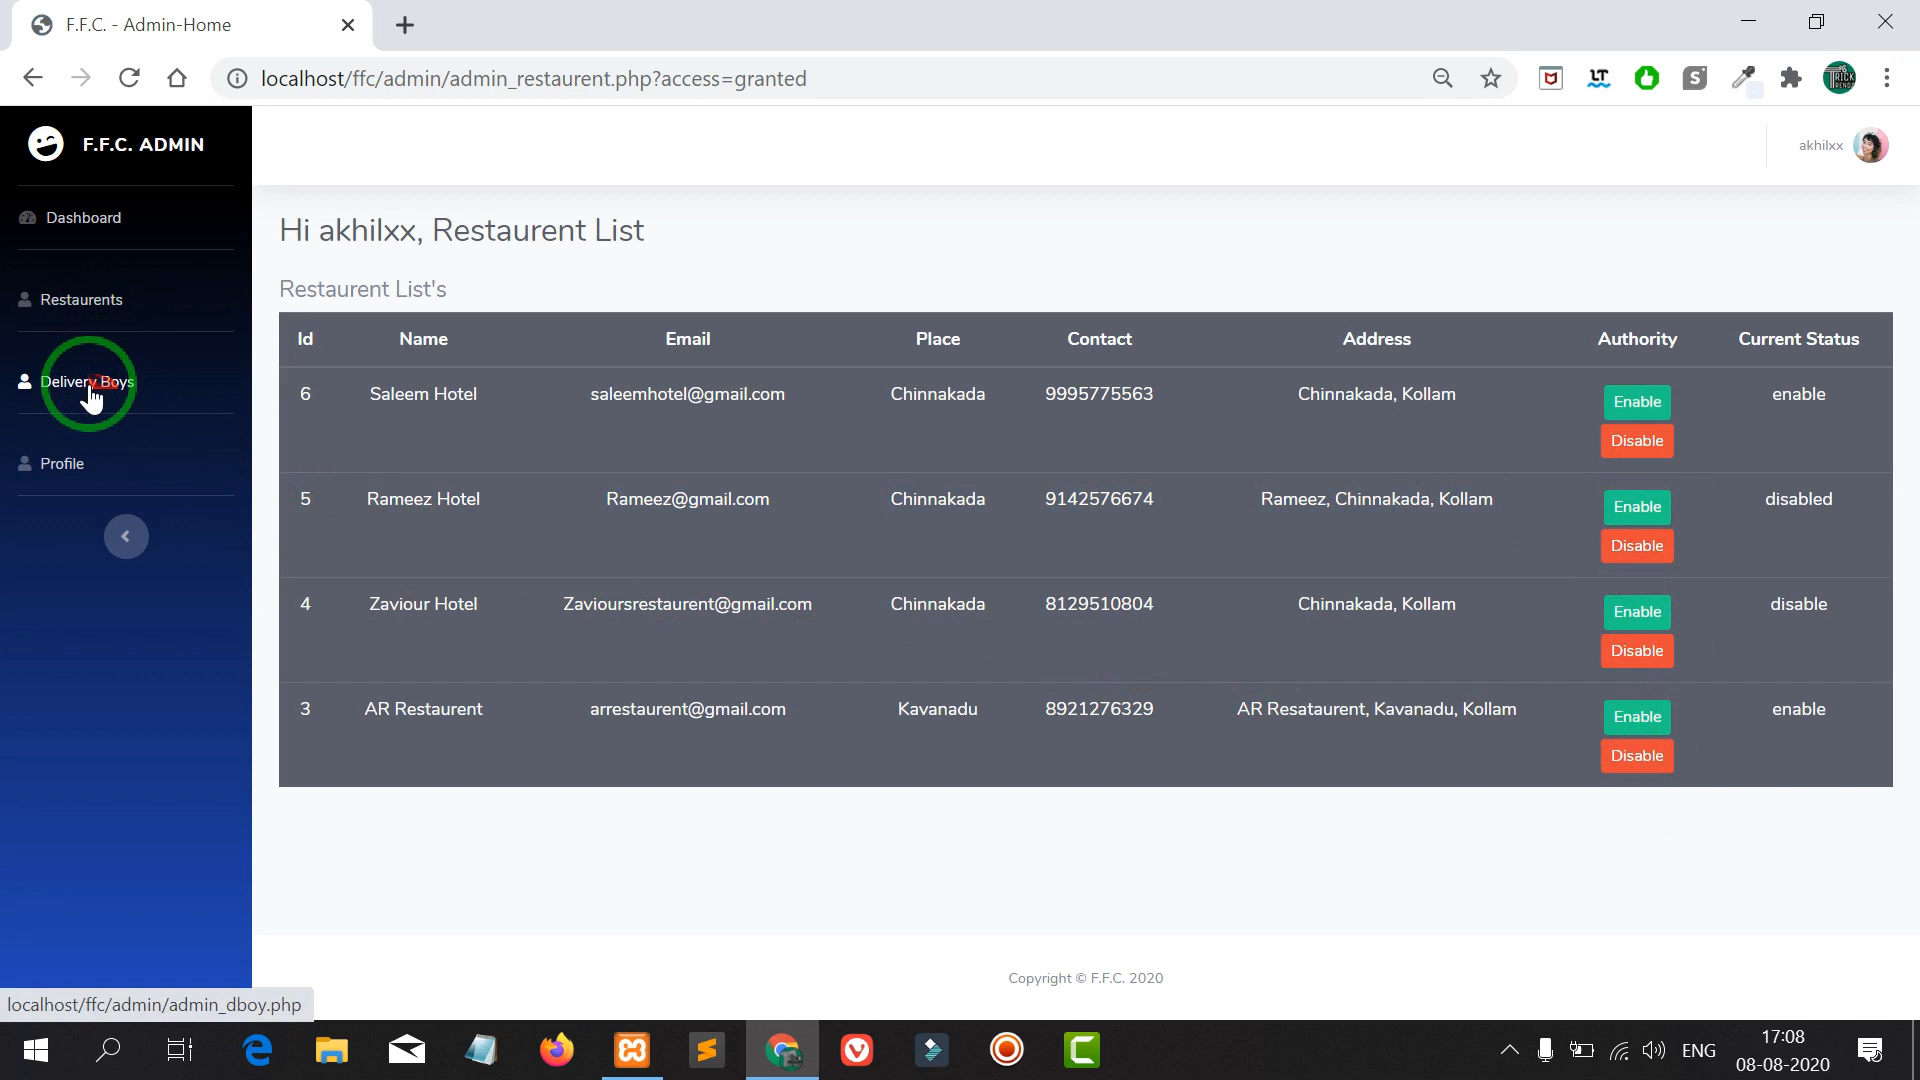 F.F.C. - Admin-Home
localhost/ffc/admin/admin_restaurent.php?access=granted
F.F.C. ADMIN
akhilxx
Dashboard
Restaurents
Delivery Boys
Profile
Hi akhilxx, Restaurent List
Restaurent List's
Id Name Email Place Contact Address Authority Current Status
6 Saleem Hotel saleemhotel@gmail.com Chinnakada 9995775563 Chinnakada, Kollam Enable enable
Disable
5 Rameez Hotel Rameez@gmail.com Chinnakada 9142576674 Rameez, Chinnakada, Kollam Enable disabled
Disable
4 Zaviour Hotel Zavioursrestaurent@gmail.com Chinnakada 8129510804 Chinnakada, Kollam Enable disable
Disable
3 AR Restaurent arrestaurent@gmail.com Kavanadu 8921276329 AR Resataurent, Kavanadu, Kollam Enable enable
Disable
Copyright © F.F.C. 2020
localhost/ffc/admin/admin_dboy.php
ENG
17:08
08-08-2020